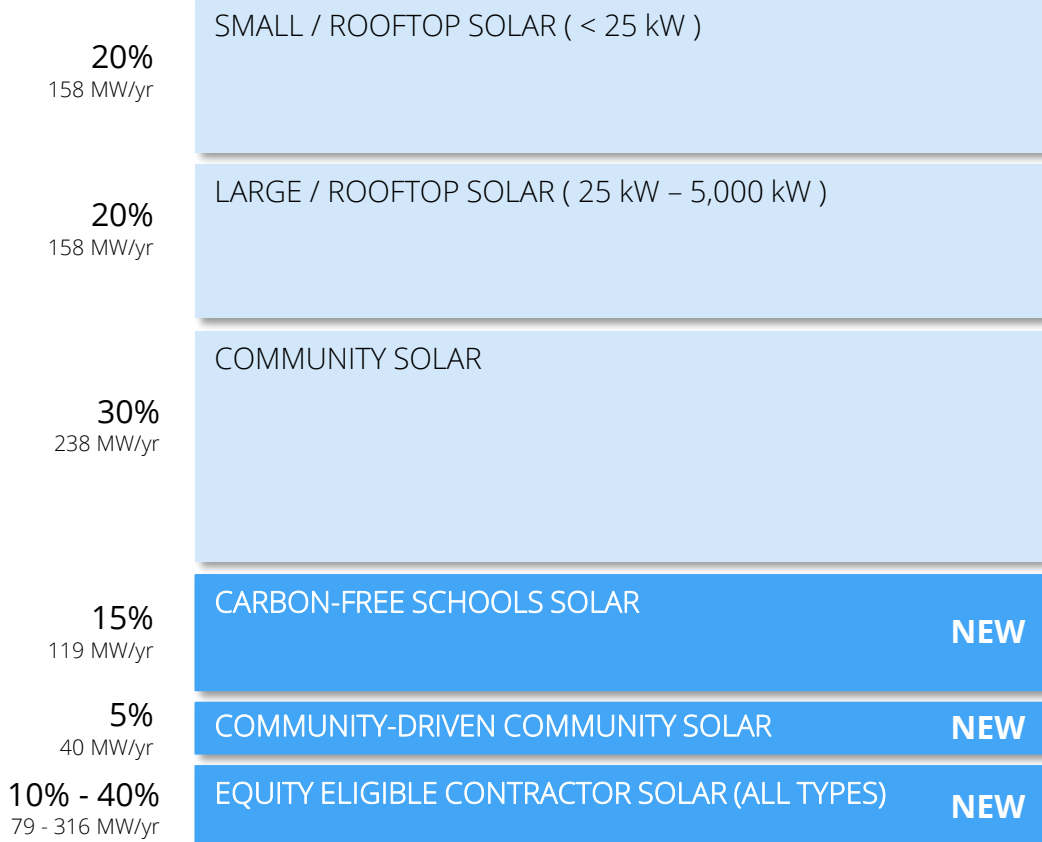 SMALL / ROOFTOP SOLAR ( < 25 kW )
20%
158 MW/yr
LARGE / ROOFTOP SOLAR ( 25 kW – 5,000 kW )
20%
158 MW/yr
COMMUNITY SOLAR
30%
238 MW/yr
CARBON-FREE SCHOOLS SOLAR
15%
119 MW/yr
NEW
5%
40 MW/yr
COMMUNITY-DRIVEN COMMUNITY SOLAR
NEW
10% - 40%
79 - 316 MW/yr
EQUITY ELIGIBLE CONTRACTOR SOLAR (ALL TYPES)
NEW